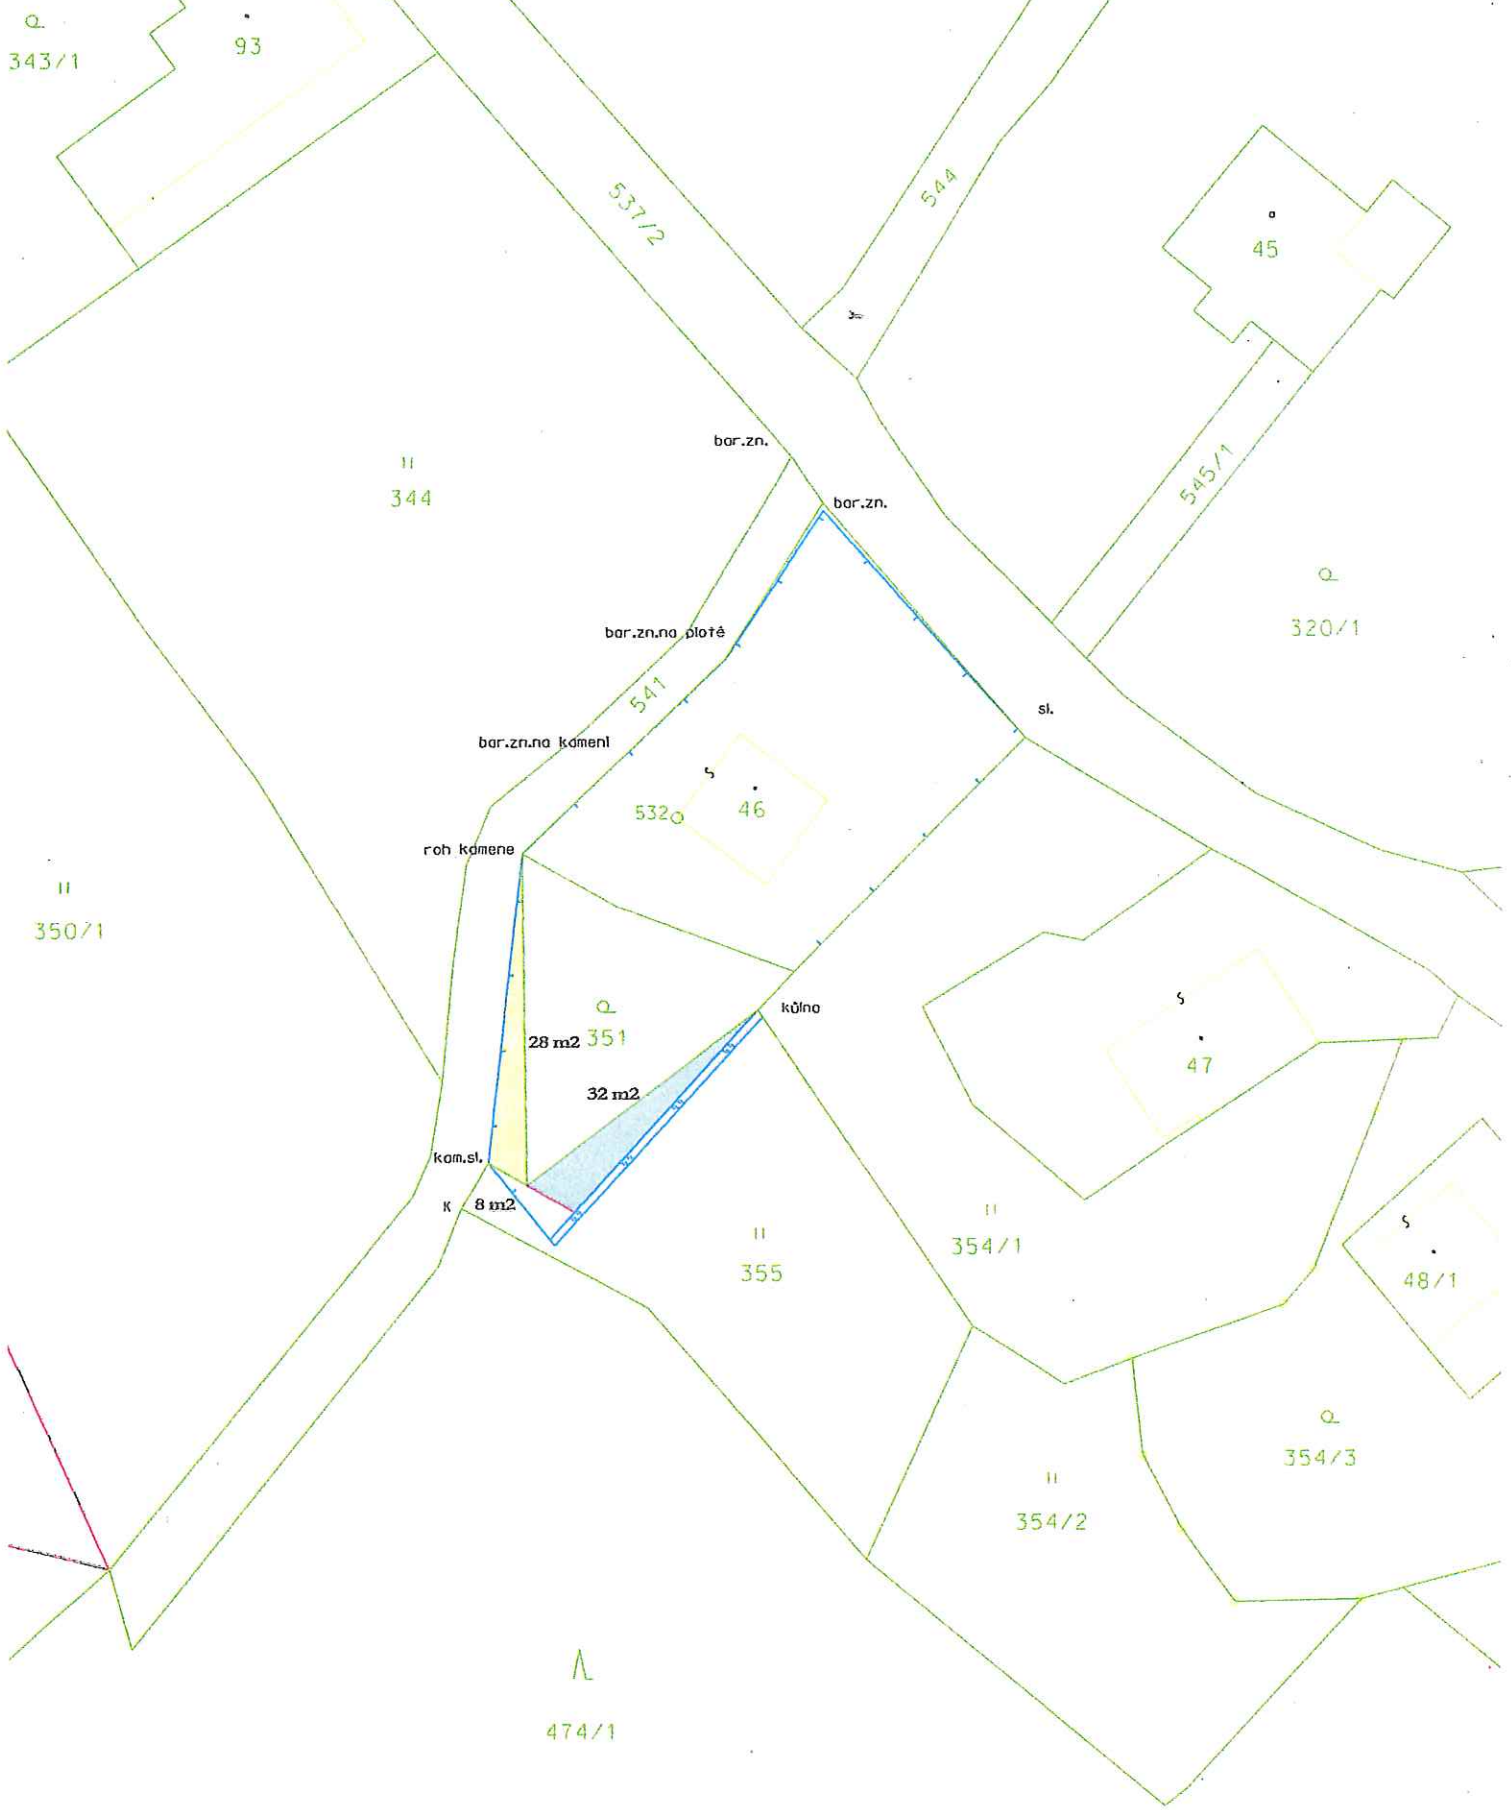 343/1
93
537/2
544
45
bar.zn.
344
545/1
bar.zn.
320/1
bar.zn.na plotě
541
sl.
bar.zn.na kameni
532
46
roh kamene
350/1
kůlna
351
28 m2
47
32 m2
kam.sl.
K
8 m2
354/1
355
48/1
354/3
354/2
474/1